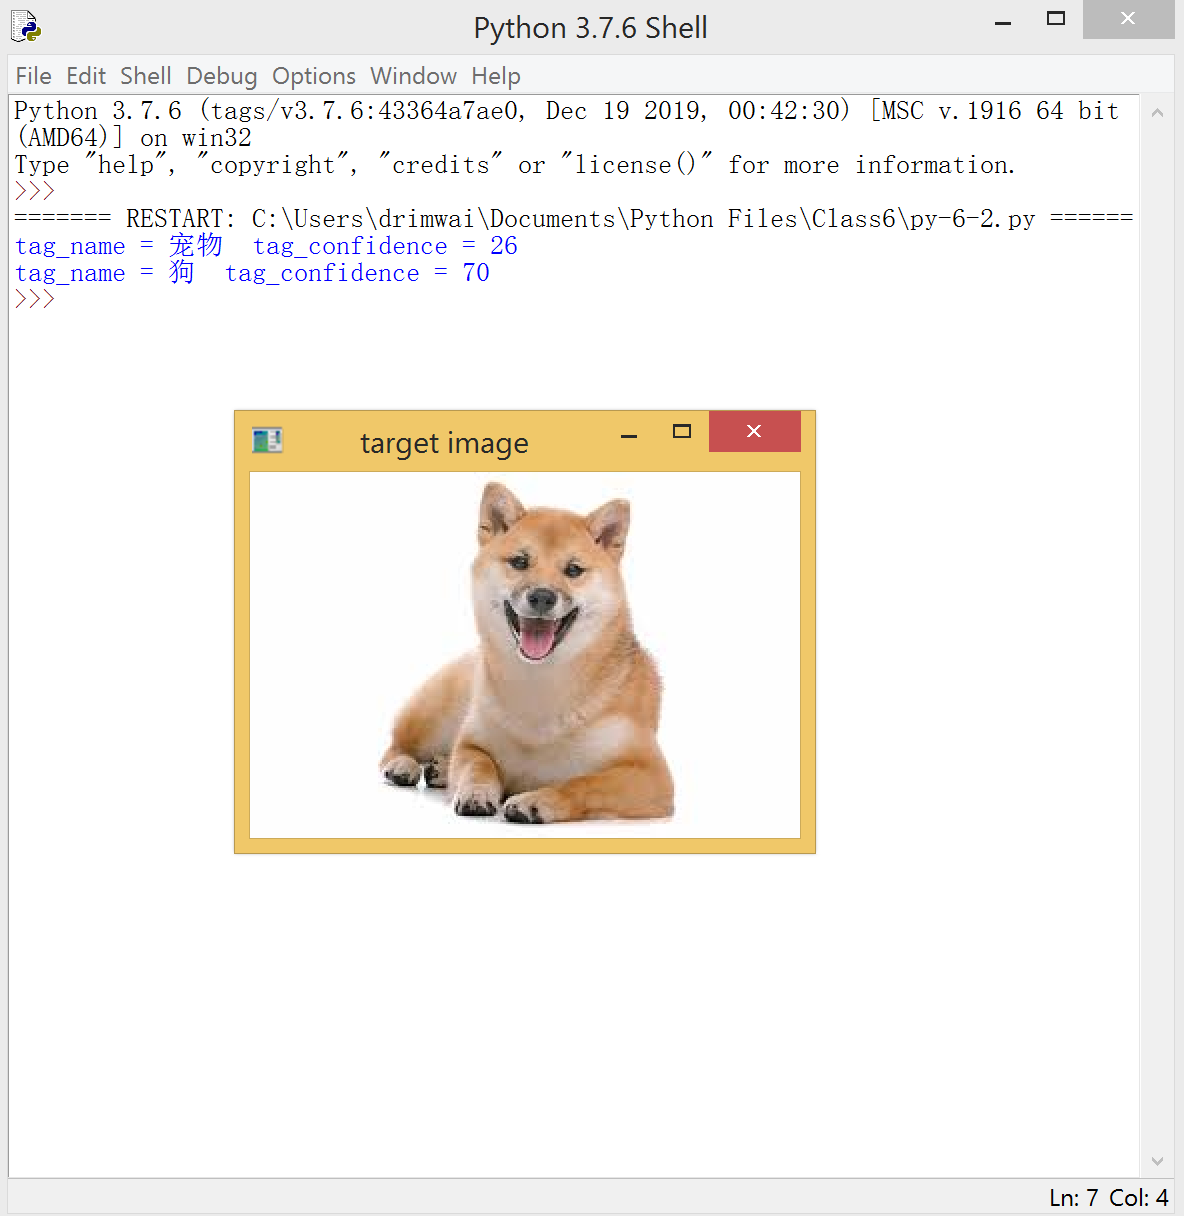 Python 3.7.6 Shell
File Edit Shell Debug Options Window Help
Python 3.7.6 (tags/v3.7.6:43364a7ae0, Dec 19 2019, 00:42:30) [MSC v.1916 64 bit
(AMD64)] on win32
Type "help", "copyright", "credits" or "license()" for more information.
>>>
======= RESTART: C:\Users\drimwai\Documents\Python Files\Class6\py-6-2.py ======
tag_name = 宠物  tag_confidence = 26
tag_name = 狗  tag_confidence = 70
>>>
target image
Ln: 7 Col: 4